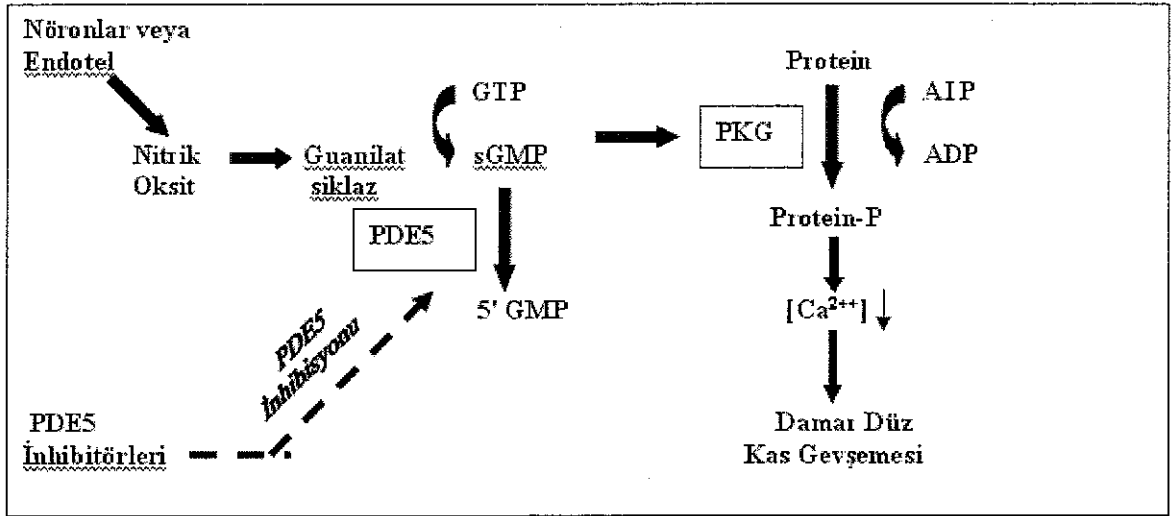 Nöronlar veya
Endotel
Nitrik
Oksit
Guanilat
siklaz
GTP
sGMP
PDE5
5' GMP
PDE5
İnhibisyonu
PDE5
İnhibitörleri
PKG
Protein
AIP
ADP
Protein-P
[Ca²⁺⁺]
Damaı Düz
Kas Gevşemesi